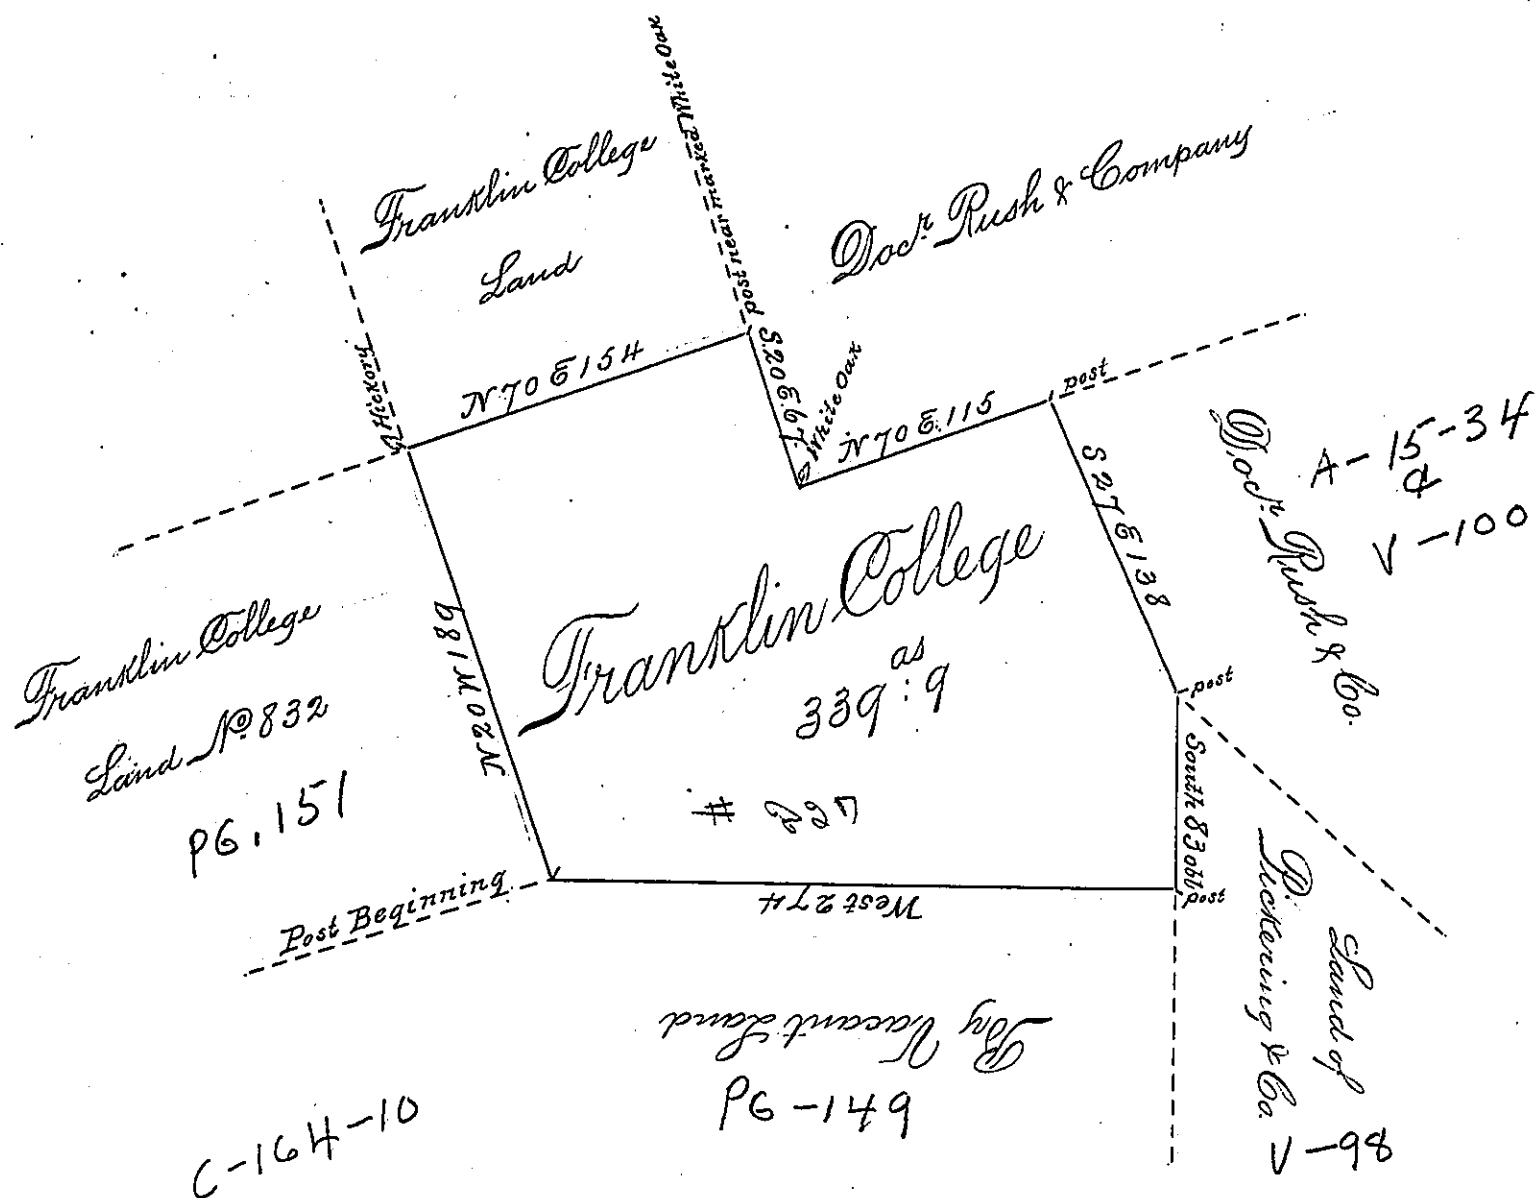 Franklin College
Land
post near marked White Oak
Docr. Rush & Company
Hickory
N 70 E 154
S 20 E 67
White Oak
N 70 E 115
post
S 27 E 138
Docr. Rush & Co.
A-15-34
&
V-100
Franklin College
Land No. 832
PG. 151
N 20 W 189
Franklin College
as
339:9
post
South 83
post
Post Beginning
West 274
By Vacant Land
PG-149
Land of
Pickering & Co.
V-98
C-164-10